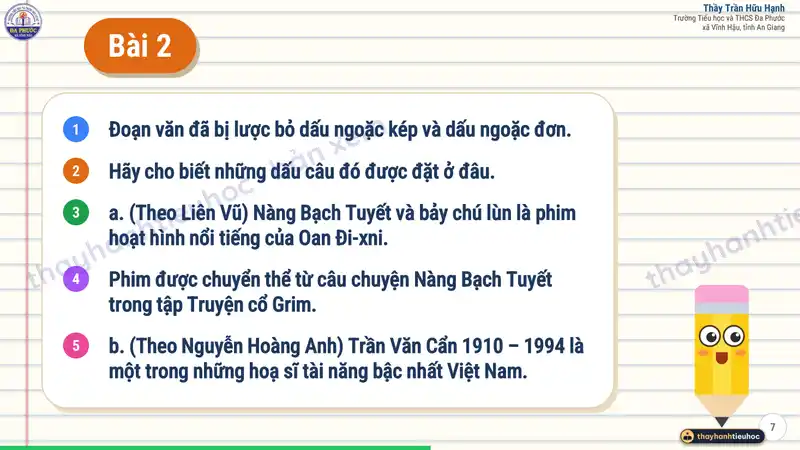 Thầy Trần Hữu Hạnh
Trường Tiểu học và THCS Đa Phước
xã Vĩnh Hậu, tỉnh An Giang
ĐA PHƯỚC
Bài 2
1 Đoạn văn đã bị lược bỏ dấu ngoặc kép và dấu ngoặc đơn.
2 Hãy cho biết những dấu câu đó được đặt ở đâu.
3 a. (Theo Liên Vũ) Nàng Bạch Tuyết và bảy chú lùn là phim
hoạt hình nổi tiếng của Oan Đi-xni.
4 Phim được chuyển thể từ câu chuyện Nàng Bạch Tuyết
trong tập Truyện cổ Grim.
5 b. (Theo Nguyễn Hoàng Anh) Trần Văn Cẩn 1910 – 1994 là
một trong những hoạ sĩ tài năng bậc nhất Việt Nam.
thayhanhtieuhoc
7